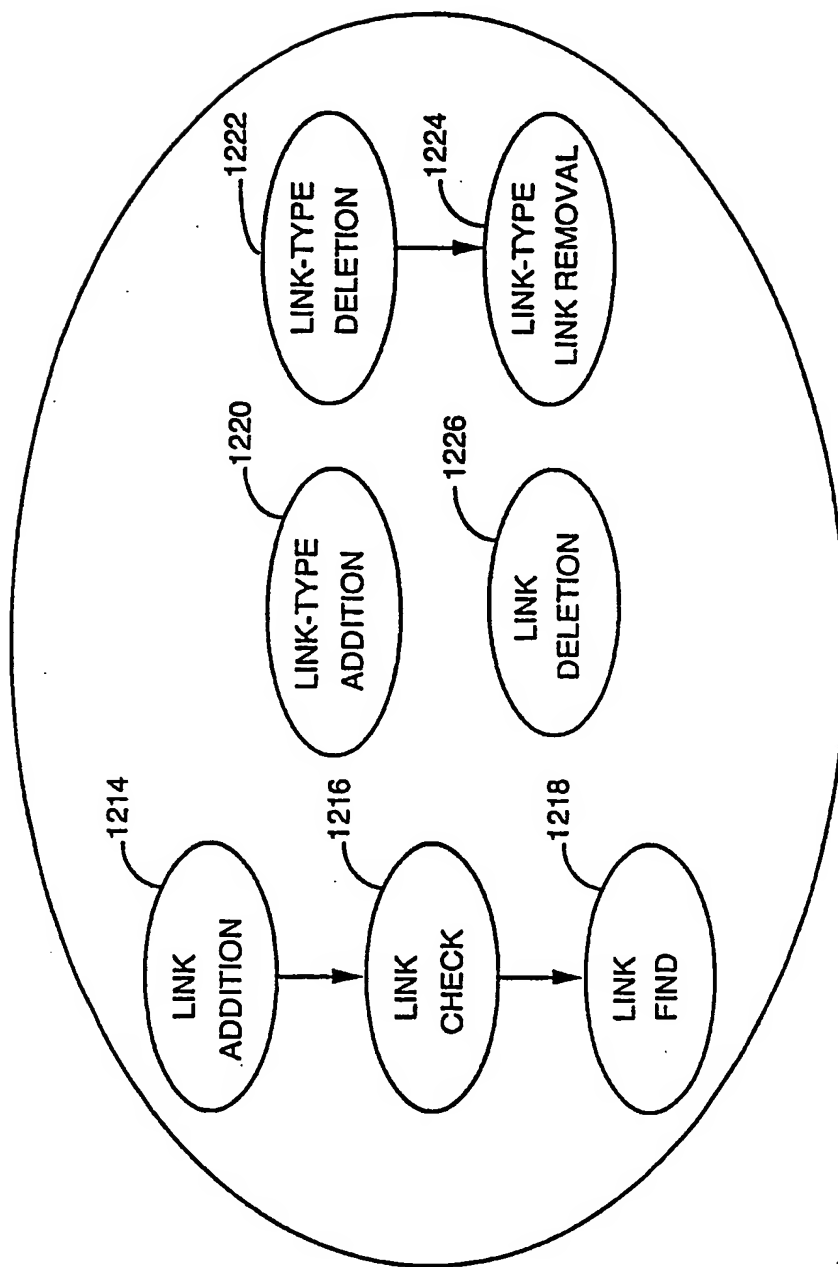 1214
LINK
ADDITION
1216
LINK
CHECK
1218
LINK
FIND
1220
LINK-TYPE
ADDITION
1226
LINK
DELETION
1222
LINK-TYPE
DELETION
1224
LINK-TYPE
LINK REMOVAL